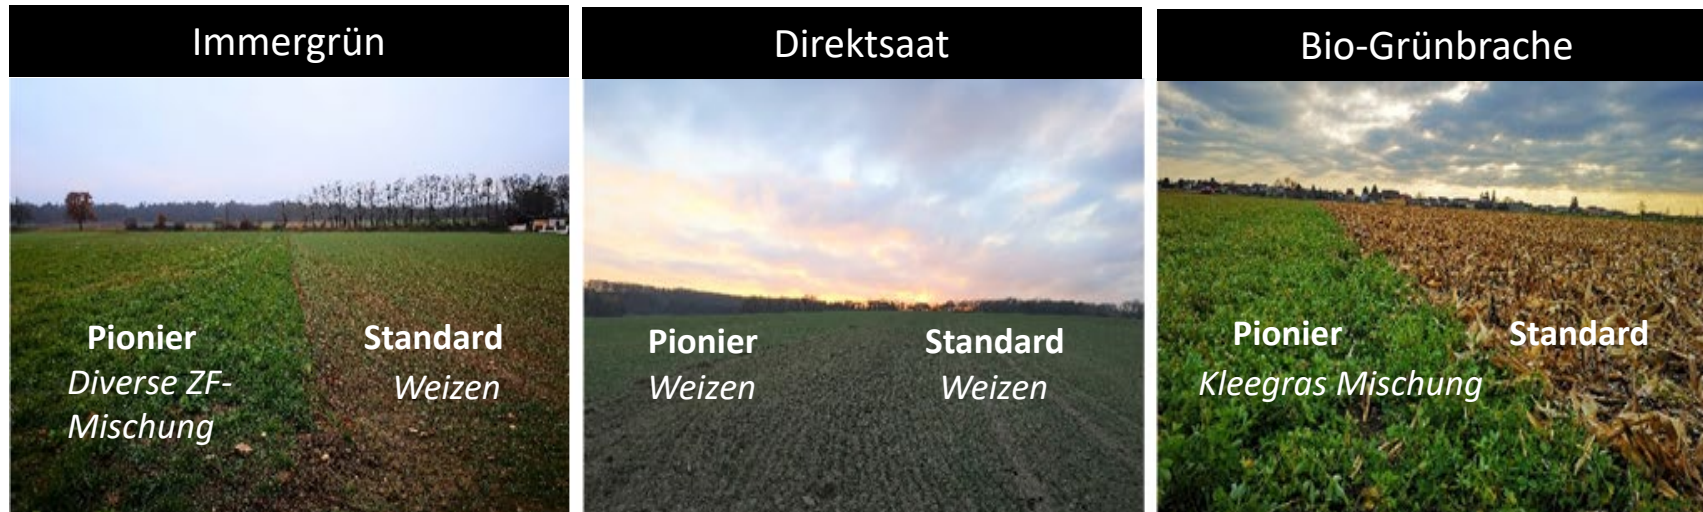 Immergrün
Direktsaat
Bio-Grünbrache
Pionier
Diverse ZF-
Mischung
Standard
Weizen
Pionier
Weizen
Standard
Weizen
Pionier
Kleegras Mischung
Standard